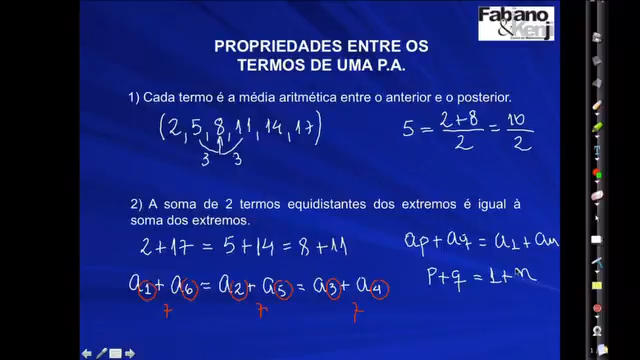 Fabano
& Kenj
PROPRIEDADES ENTRE OS
TERMOS DE UMA P.A.
1) Cada termo é a média aritmética entre o anterior e o posterior.
(2, 5, 8, 11, 14, 17)
5 = 2+8/2 = 10/2
3 3
2) A soma de 2 termos equidistantes dos extremos é igual à
soma dos extremos.
2+17 = 5+14 = 8+11
ap + aq = a1 + an
a1 + a6 = a2 + a5 = a3 + a4
p+q = 1+n
7 7 7